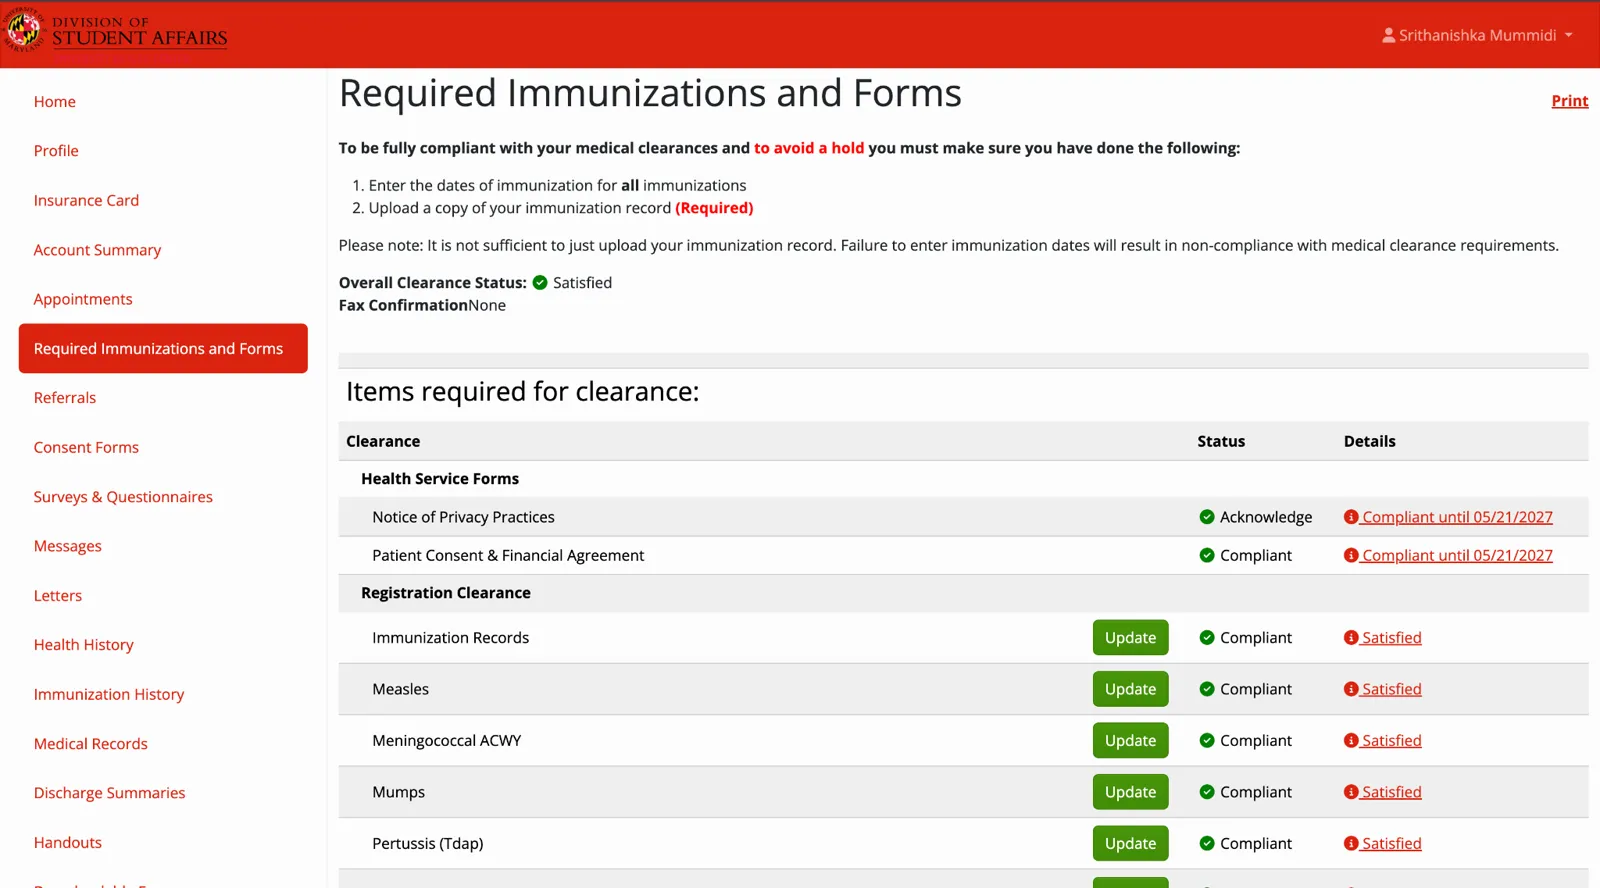 DIVISION OF
STUDENT AFFAIRS
Srithanishka Mummidi
Home
Profile
Insurance Card
Account Summary
Appointments
Required Immunizations and Forms
Referrals
Consent Forms
Surveys & Questionnaires
Messages
Letters
Health History
Immunization History
Medical Records
Discharge Summaries
Handouts
Required Immunizations and Forms
Print
To be fully compliant with your medical clearances and to avoid a hold you must make sure you have done the following:
1. Enter the dates of immunization for all immunizations
2. Upload a copy of your immunization record (Required)
Please note: It is not sufficient to just upload your immunization record. Failure to enter immunization dates will result in non-compliance with medical clearance requirements.
Overall Clearance Status: Satisfied
Fax ConfirmationNone
Items required for clearance:
Clearance Status Details
Health Service Forms
Notice of Privacy Practices Acknowledge Compliant until 05/21/2027
Patient Consent & Financial Agreement Compliant Compliant until 05/21/2027
Registration Clearance
Immunization Records Update Compliant Satisfied
Measles Update Compliant Satisfied
Meningococcal ACWY Update Compliant Satisfied
Mumps Update Compliant Satisfied
Pertussis (Tdap) Update Compliant Satisfied